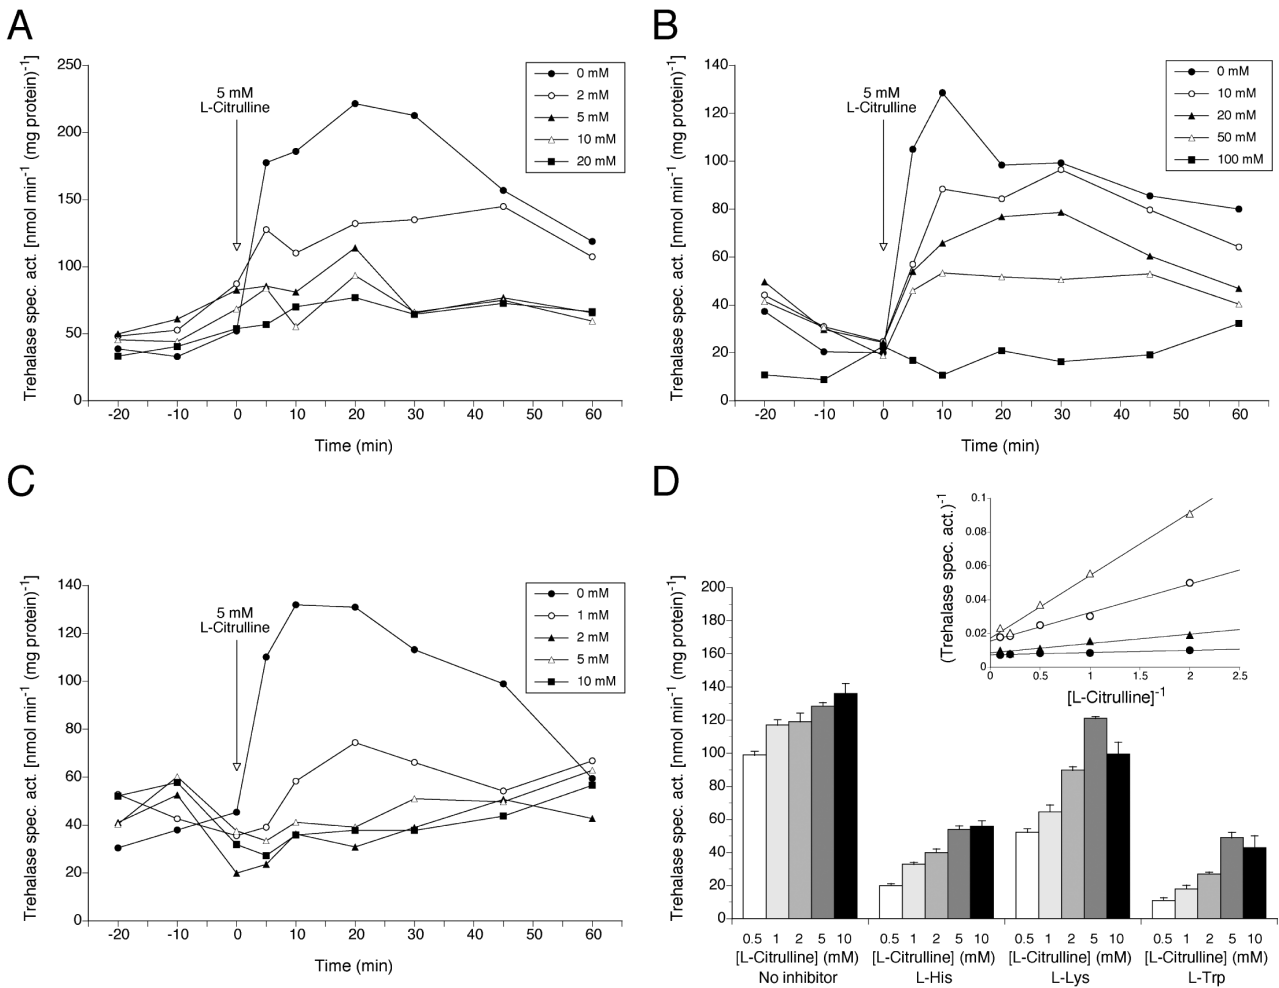 A
Trehalase spec. act. [nmol min⁻¹ (mg protein)⁻¹]
250
200
150
100
50
0
5 mM
L-Citrulline
0 mM
2 mM
5 mM
10 mM
20 mM
-20 -10 0 10 20 30 40 50 60
Time (min)
B
Trehalase spec. act. [nmol min⁻¹ (mg protein)⁻¹]
140
120
100
80
60
40
20
0
5 mM
L-Citrulline
0 mM
10 mM
20 mM
50 mM
100 mM
-20 -10 0 10 20 30 40 50 60
Time (min)
C
Trehalase spec. act. [nmol min⁻¹ (mg protein)⁻¹]
140
120
100
80
60
40
20
0
5 mM
L-Citrulline
0 mM
1 mM
2 mM
5 mM
10 mM
-20 -10 0 10 20 30 40 50 60
Time (min)
D
(Trehalase spec. act.)⁻¹
0.1
0.08
0.06
0.04
0.02
0
0 0.5 1 1.5 2 2.5
[L-Citrulline]⁻¹
Trehalase spec. act. [nmol min⁻¹ (mg protein)⁻¹]
200
180
160
140
120
100
80
60
40
20
0
0.5 1 2 5 10 0.5 1 2 5 10 0.5 1 2 5 10 0.5 1 2 5 10
[L-Citrulline] (mM) [L-Citrulline] (mM) [L-Citrulline] (mM) [L-Citrulline] (mM)
No inhibitor L-His L-Lys L-Trp